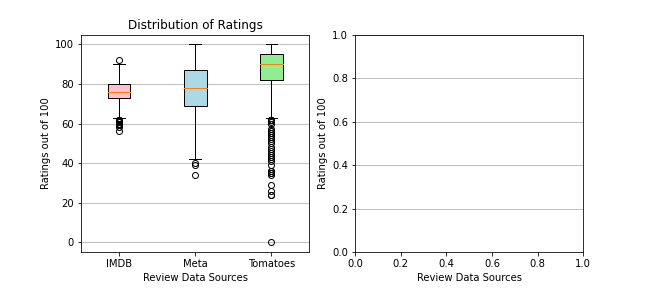 Distribution of Ratings
Ratings out of 100
100
80
60
40
20
0
IMDB Meta Tomatoes
Review Data Sources
Ratings out of 100
1.0
0.8
0.6
0.4
0.2
0.0
0.0 0.2 0.4 0.6 0.8 1.0
Review Data Sources